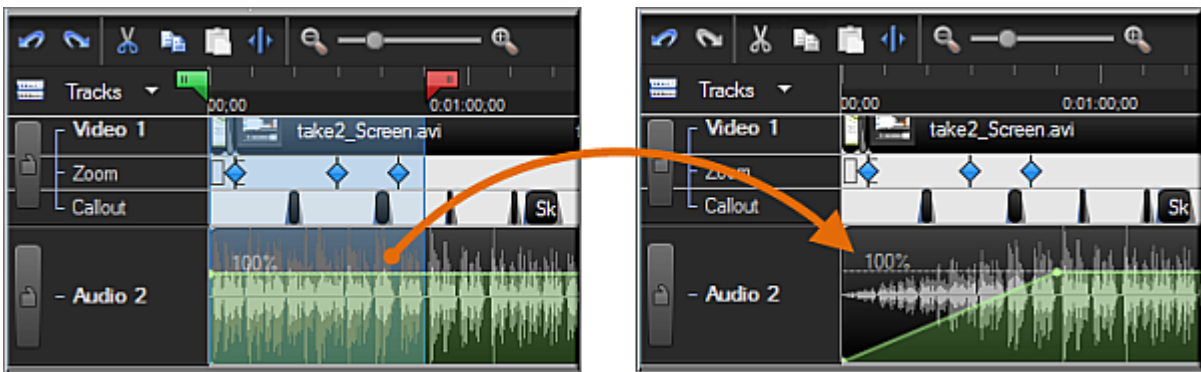 Tracks
00;00
0:01:00;00
Video 1
take2_Screen.avi
Zoom
Callout
Sk
100%
Audio 2
Tracks
00;00
0:01:00;00
Video 1
take2_Screen.avi
Zoom
Callout
Sk
100%
Audio 2